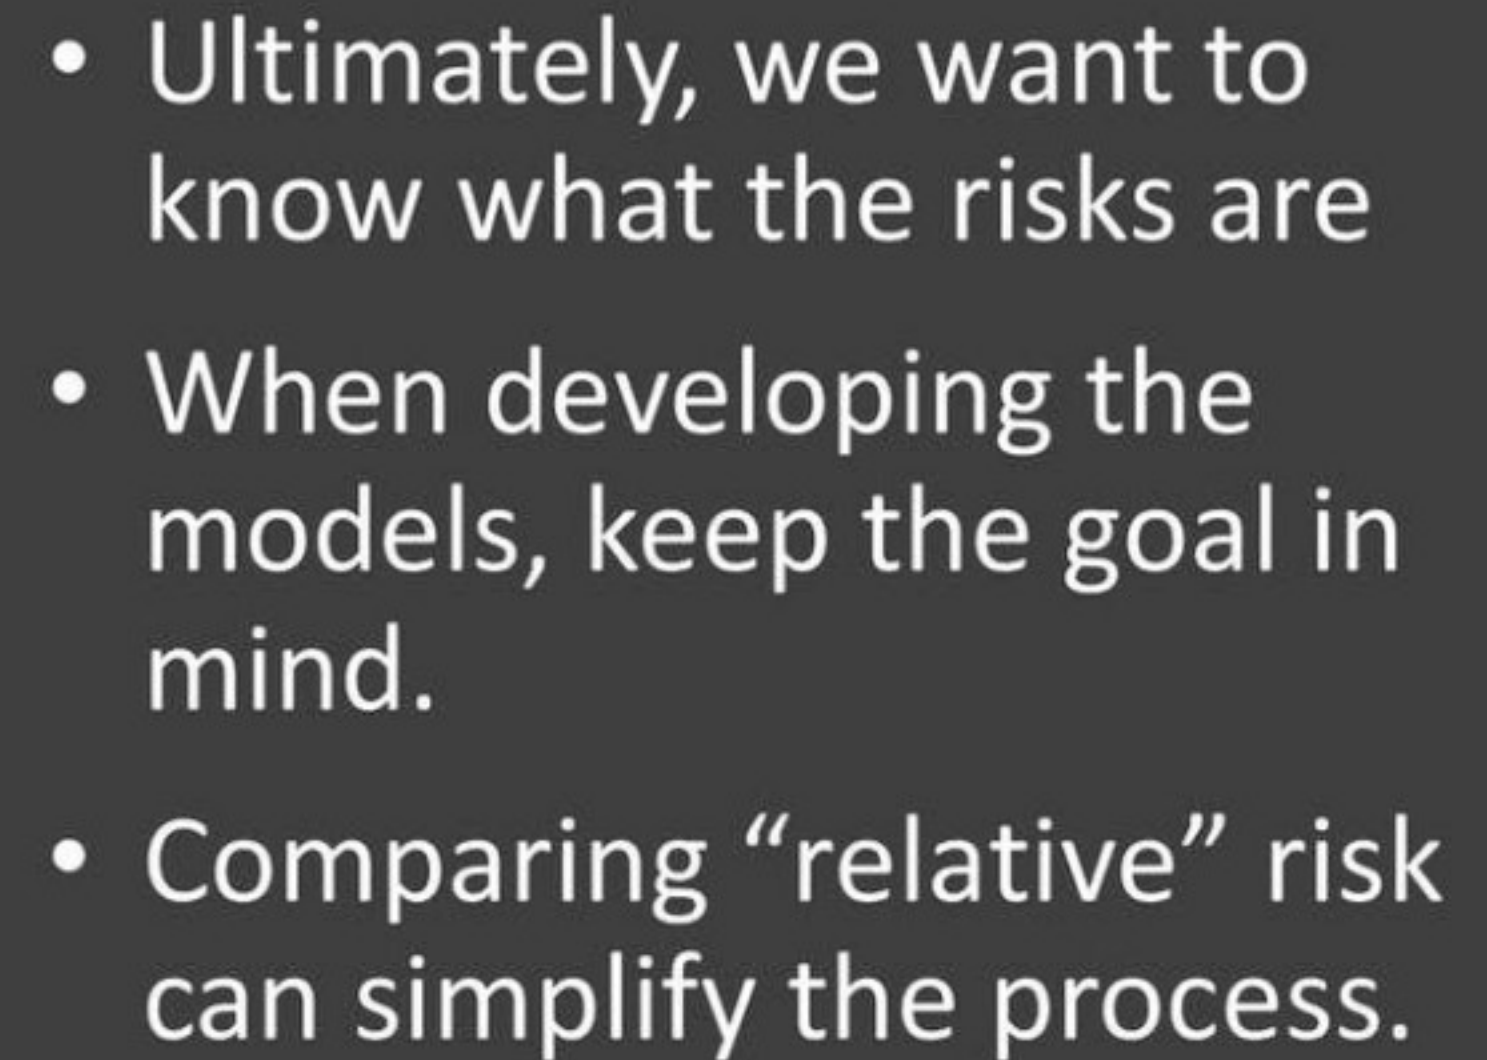 • Ultimately, we want to
know what the risks are
• When developing the
models, keep the goal in
mind.
• Comparing “relative” risk
can simplify the process.